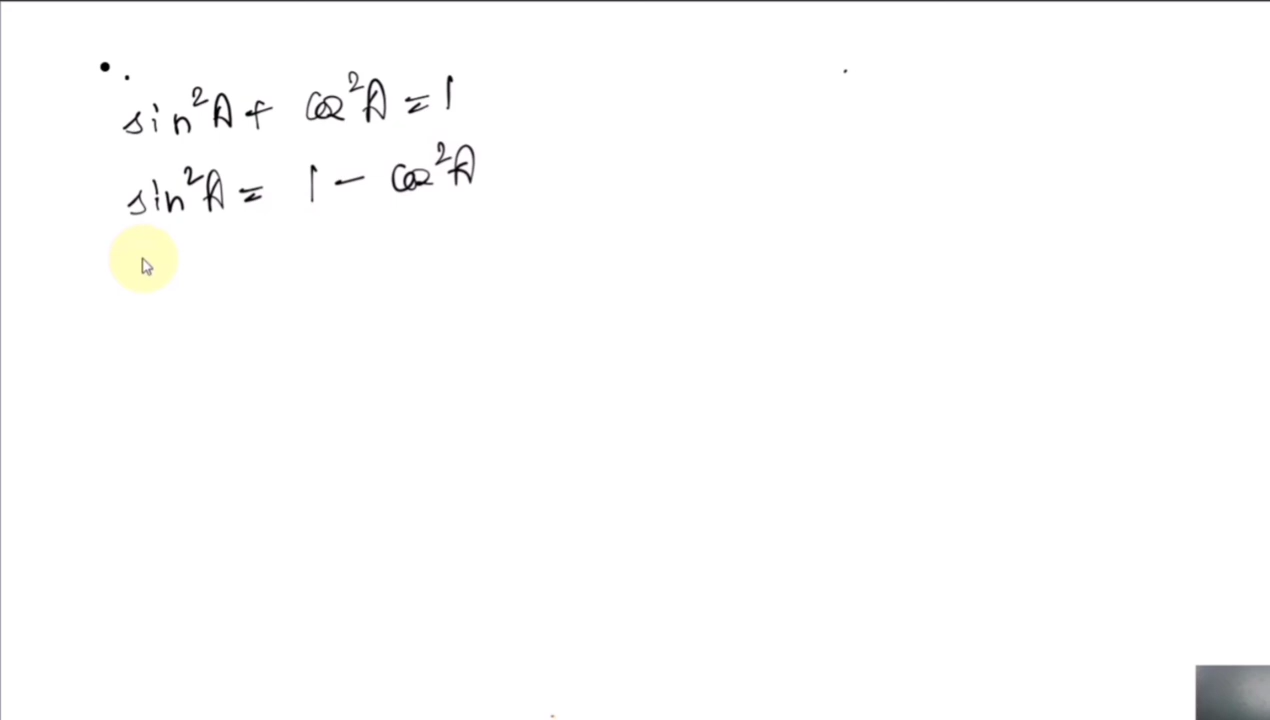 sin²A + cos²A = 1
sin²A = 1 - cos²A